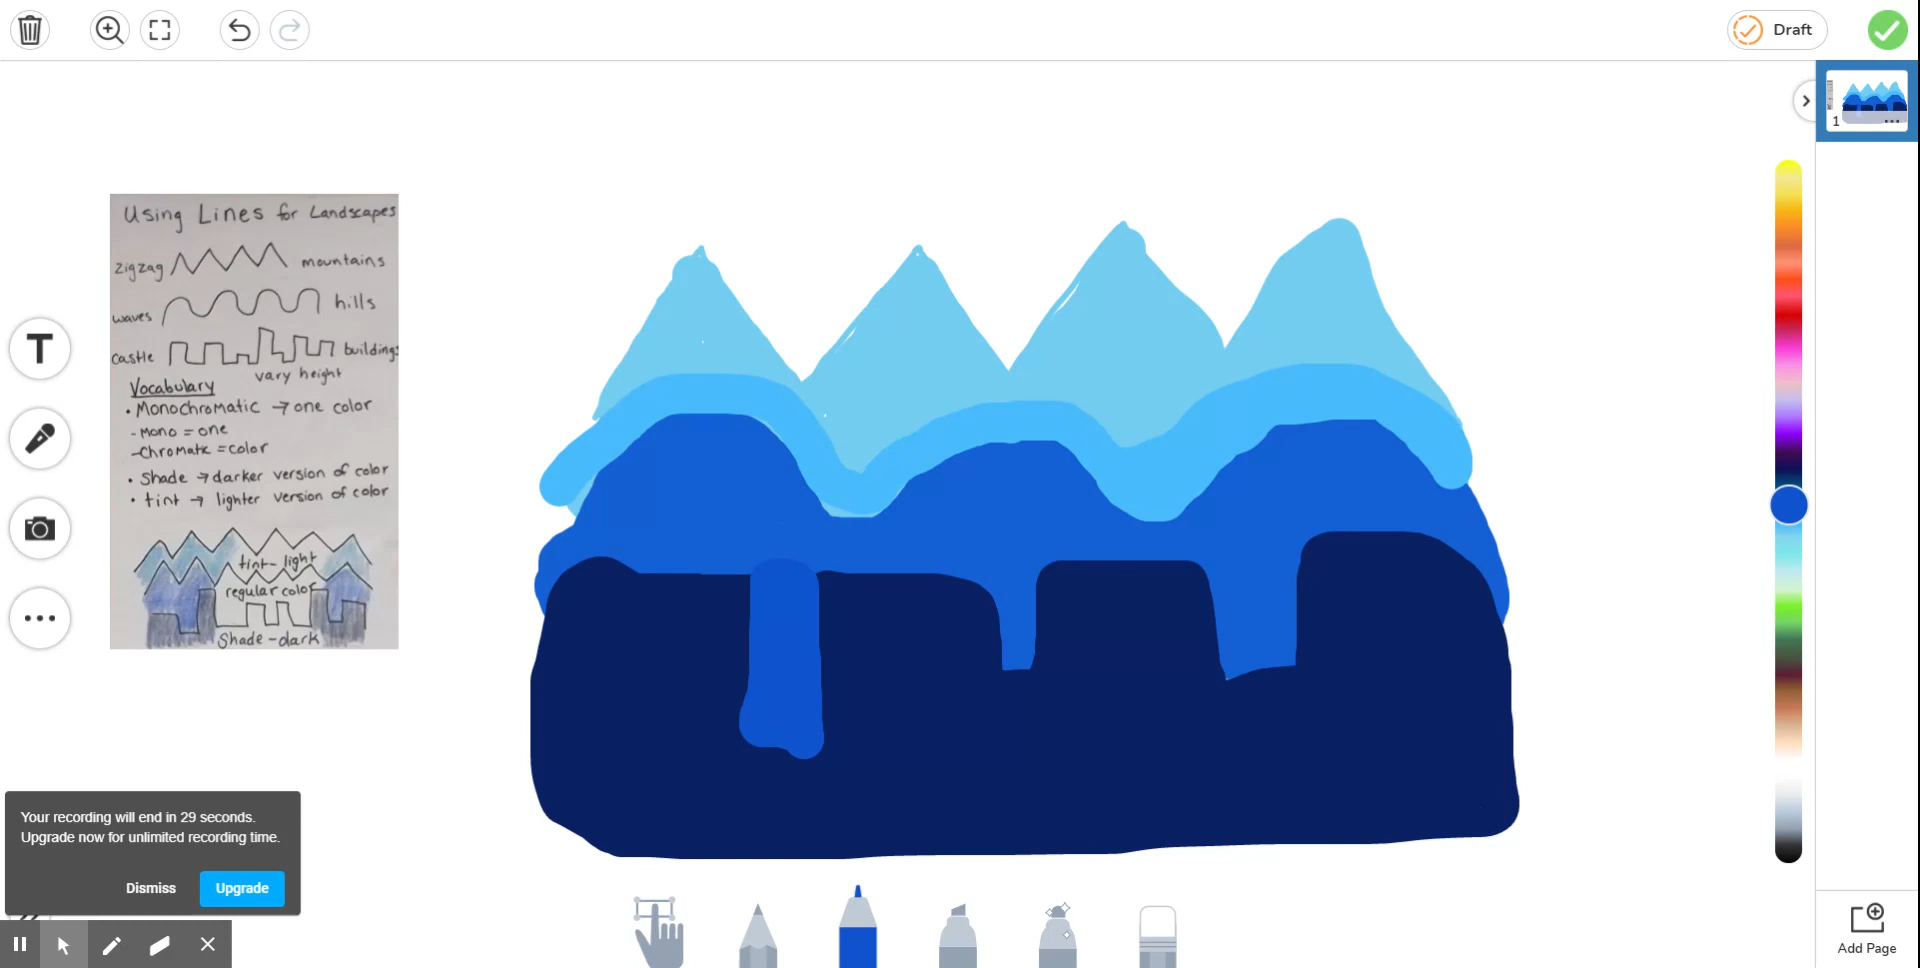 Draft
1
Using Lines for Landscapes
zigzag mountains
waves hills
castle buildings
vary height
Vocabulary
• Monochromatic → one color
- Mono = one
- Chromatic = color
• Shade → darker version of color
• tint → lighter version of color
tint - light
regular color
Shade - dark
T
Your recording will end in 29 seconds.
Upgrade now for unlimited recording time.
Dismiss Upgrade
Add Page